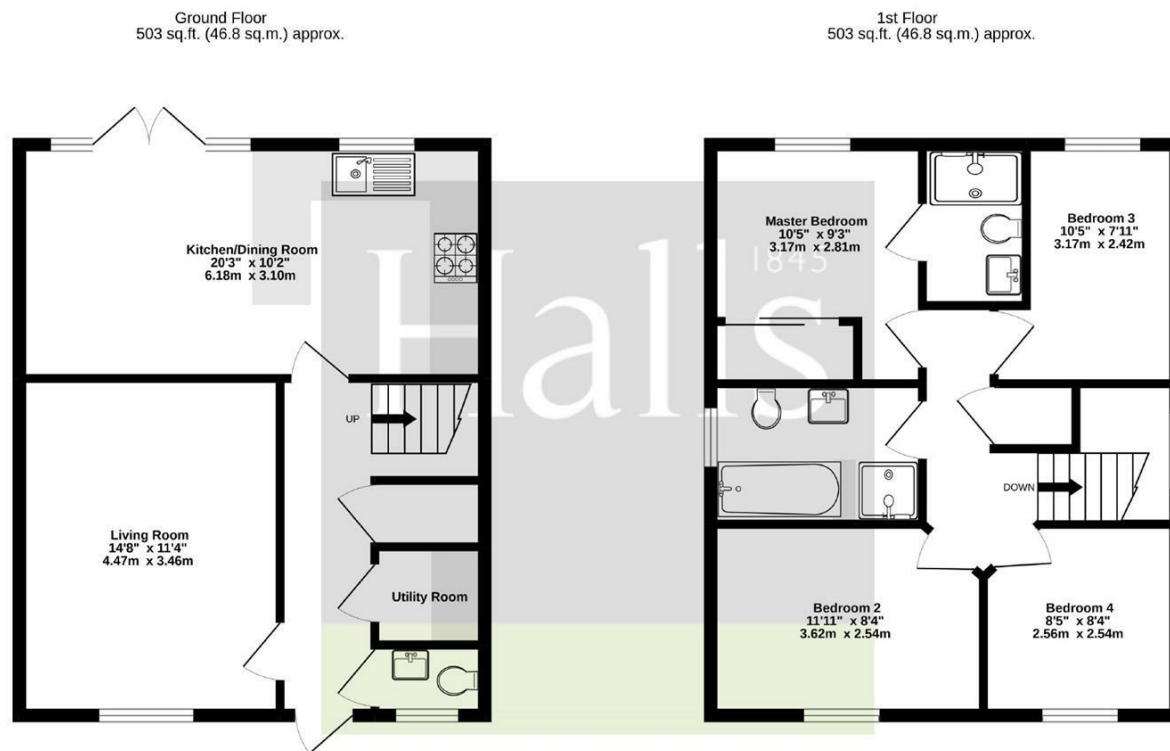 Ground Floor
503 sq.ft. (46.8 sq.m.) approx.
1st Floor
503 sq.ft. (46.8 sq.m.) approx.
Kitchen/Dining Room
20'3" x 10'2"
6.18m x 3.10m
UP
Living Room
14'8" x 11'4"
4.47m x 3.46m
Utility Room
Halls
1845
Master Bedroom
10'5" x 9'3"
3.17m x 2.81m
Bedroom 3
10'5" x 7'11"
3.17m x 2.42m
DOWN
Bedroom 2
11'11" x 8'4"
3.62m x 2.54m
Bedroom 4
8'5" x 8'4"
2.56m x 2.54m